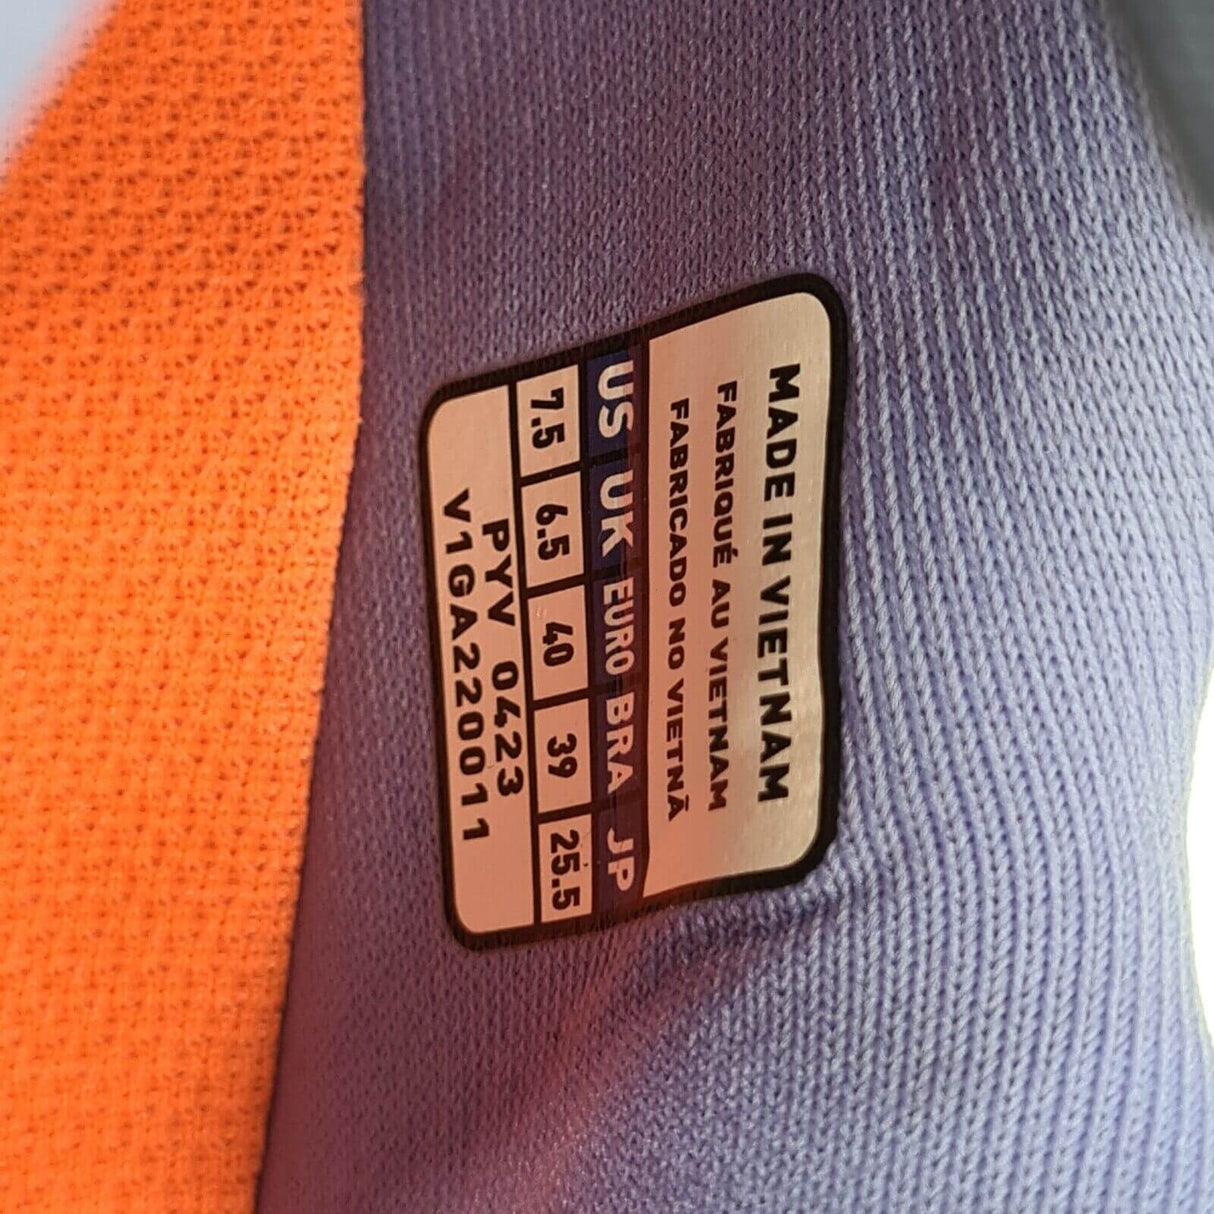 MADE IN VIETNAM
FABRIQUÉ AU VIETNAM
FABRICADO NO VIETNÃ
US UK EURO BRA JP
7.5 6.5 40 39 25.5
PYV 0423
V1GA220011